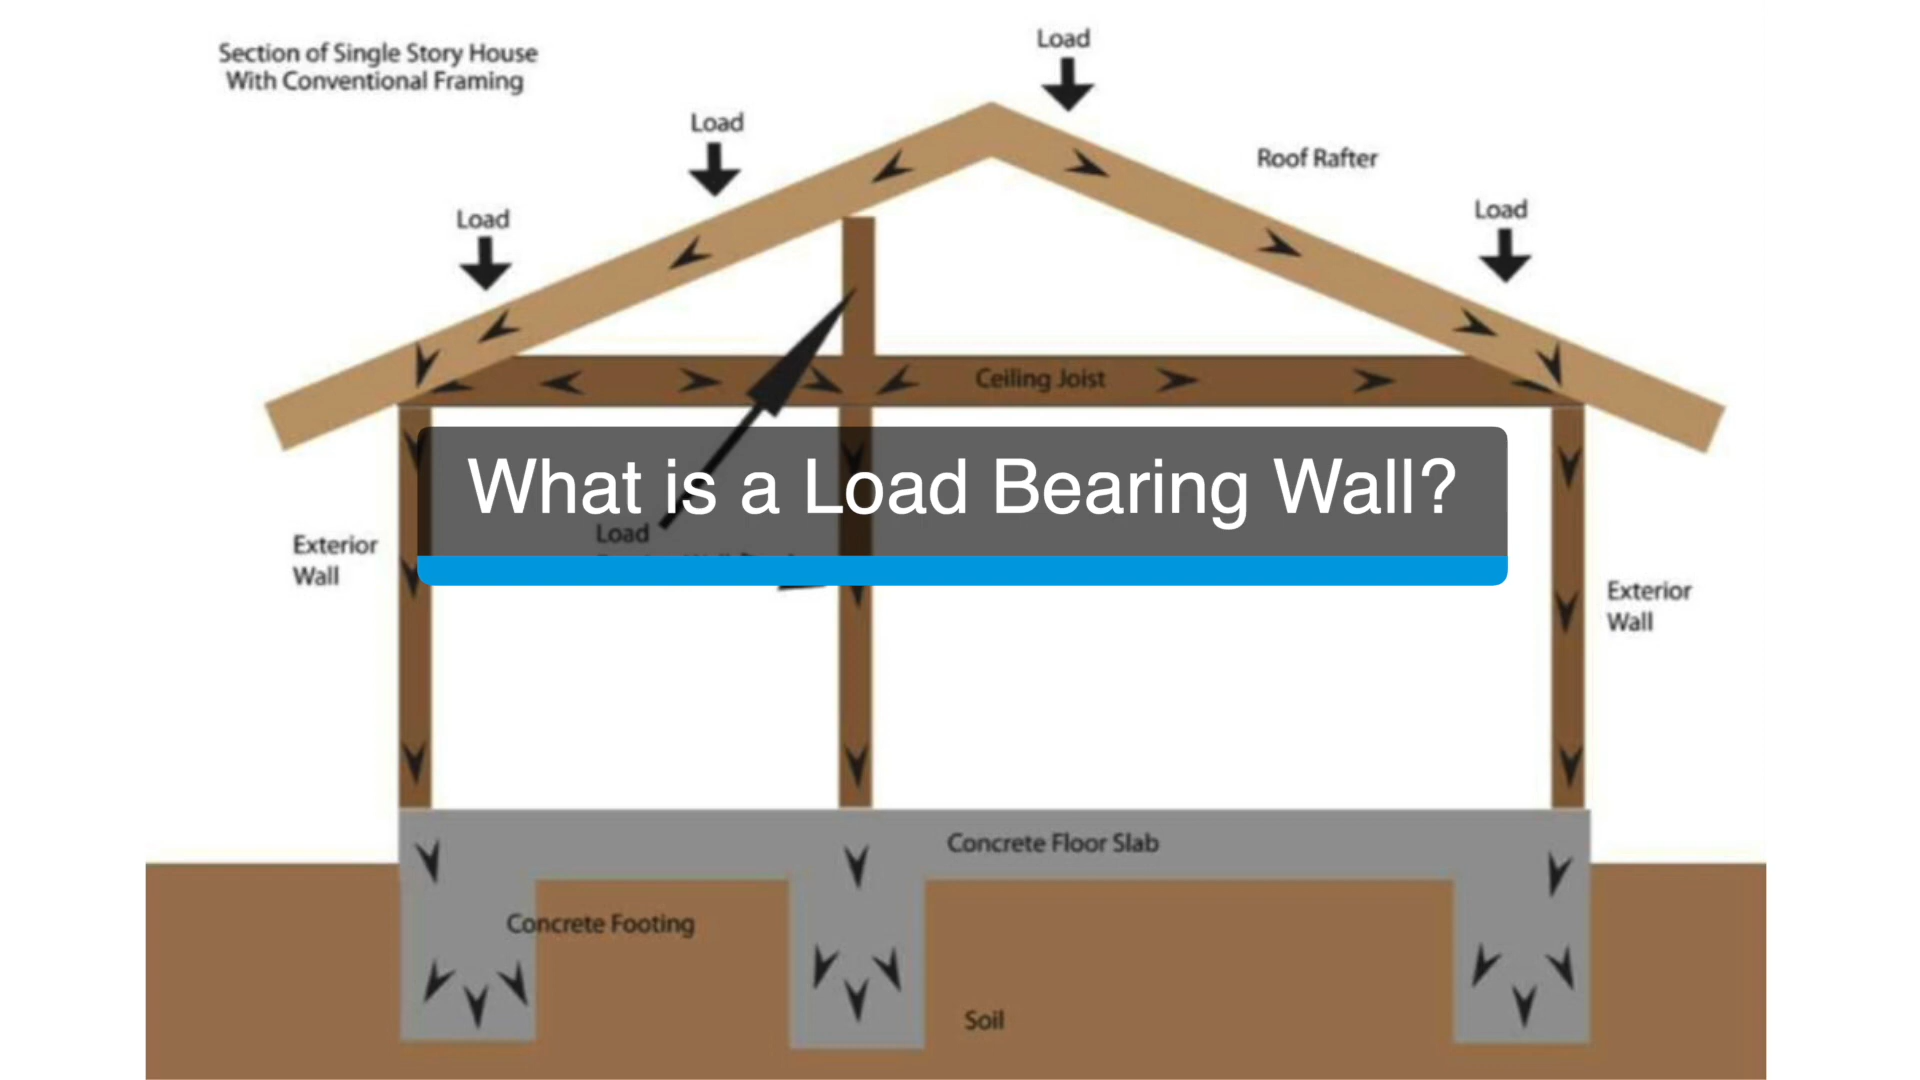 Section of Single Story House
With Conventional Framing
Load
Load
Load
Roof Rafter
Load
Ceiling Joist
What is a Load Bearing Wall?
Load
Exterior
Wall
Exterior
Wall
Concrete Floor Slab
Concrete Footing
Soil